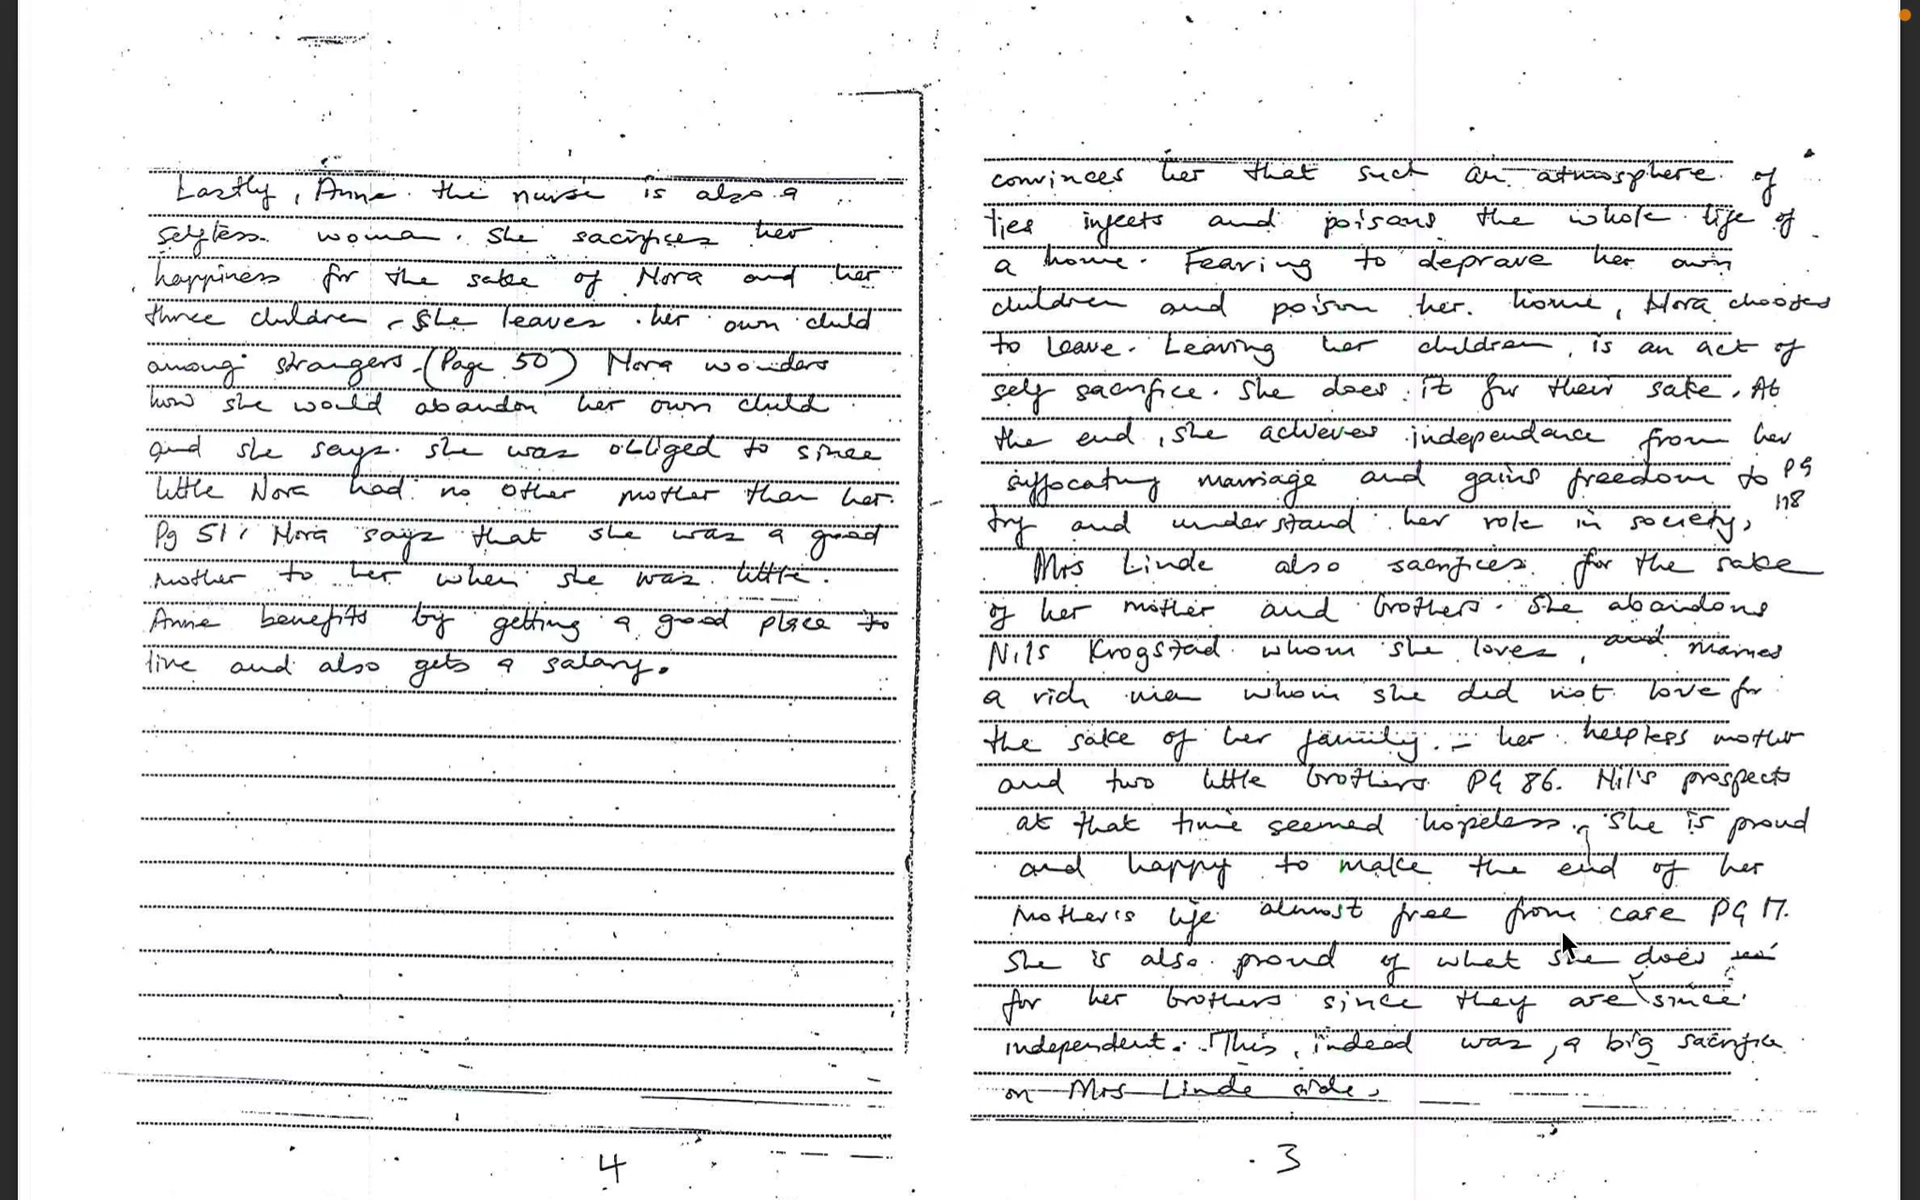 Lastly, Anne the nurse is also a
selfless woman. She sacrifices her
happiness for the sake of Nora and her
three children. She leaves her own child
among strangers. (Page 50) Nora wonders
how she would abandon her own child
and she says she was obliged to since
little Nora had no other mother than her.
Pg 51, Nora says that she was a good
mother to her when she was little.
Anne benefits by getting a good place to
live and also gets a salary.
4
convinces her that such an atmosphere of
lies infects and poisons the whole life of
a home. Fearing to deprave her own
children and poison her home, Nora chooses
to leave. Leaving her children, is an act of
self sacrifice. She does it for their sake. At
the end, she achieves independance from her
suffocating marriage and gains freedom to PG
118
try and understand her role in society,
Mrs Linde also sacrifices for the sake
of her mother and brothers. She abandons
Nils Krogstad whom she loves, and marries
a rich man whom she did not love for
the sake of her family. - her helpless mother
and two little brothers PG 86. Nil's prospects
at that time seemed hopeless. She is proud
and happy to make the end of her
mother's life almost free from care PG 17.
She is also proud of what she does
for her brothers since they are since
independent. This, indeed was, a big sacrifice
on Mrs Linde side.
3